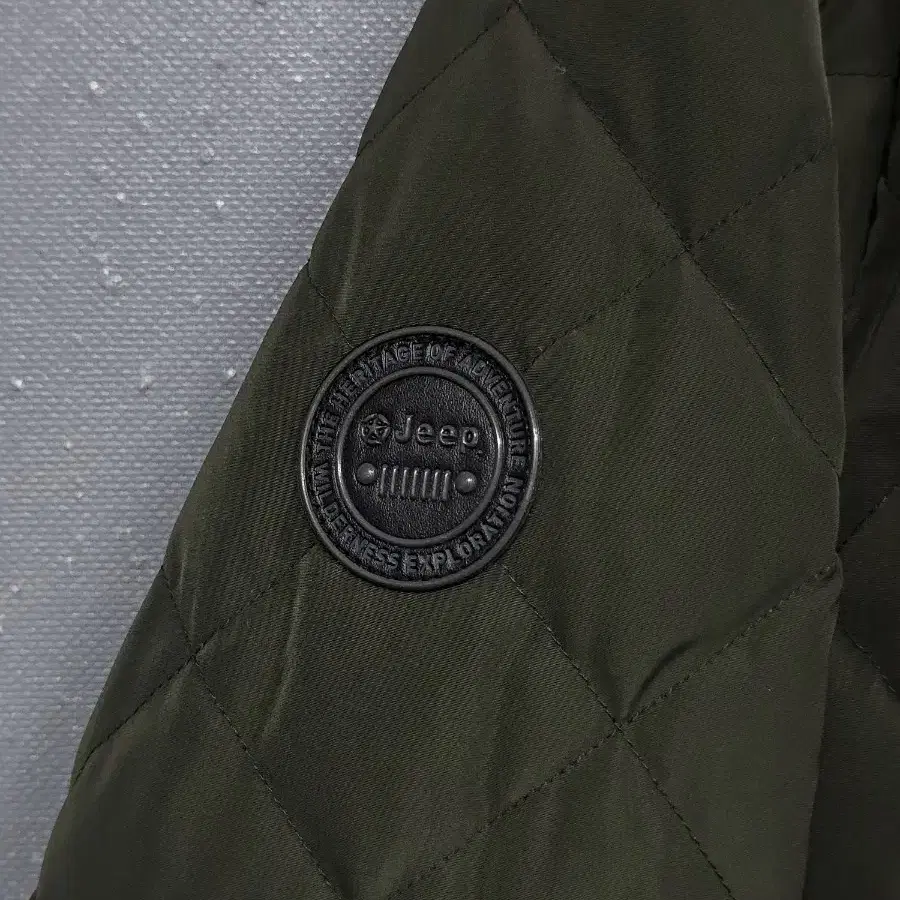 THE HERITAGE OF ADVENTURE
Jeep
WILDERNESS EXPLORATION